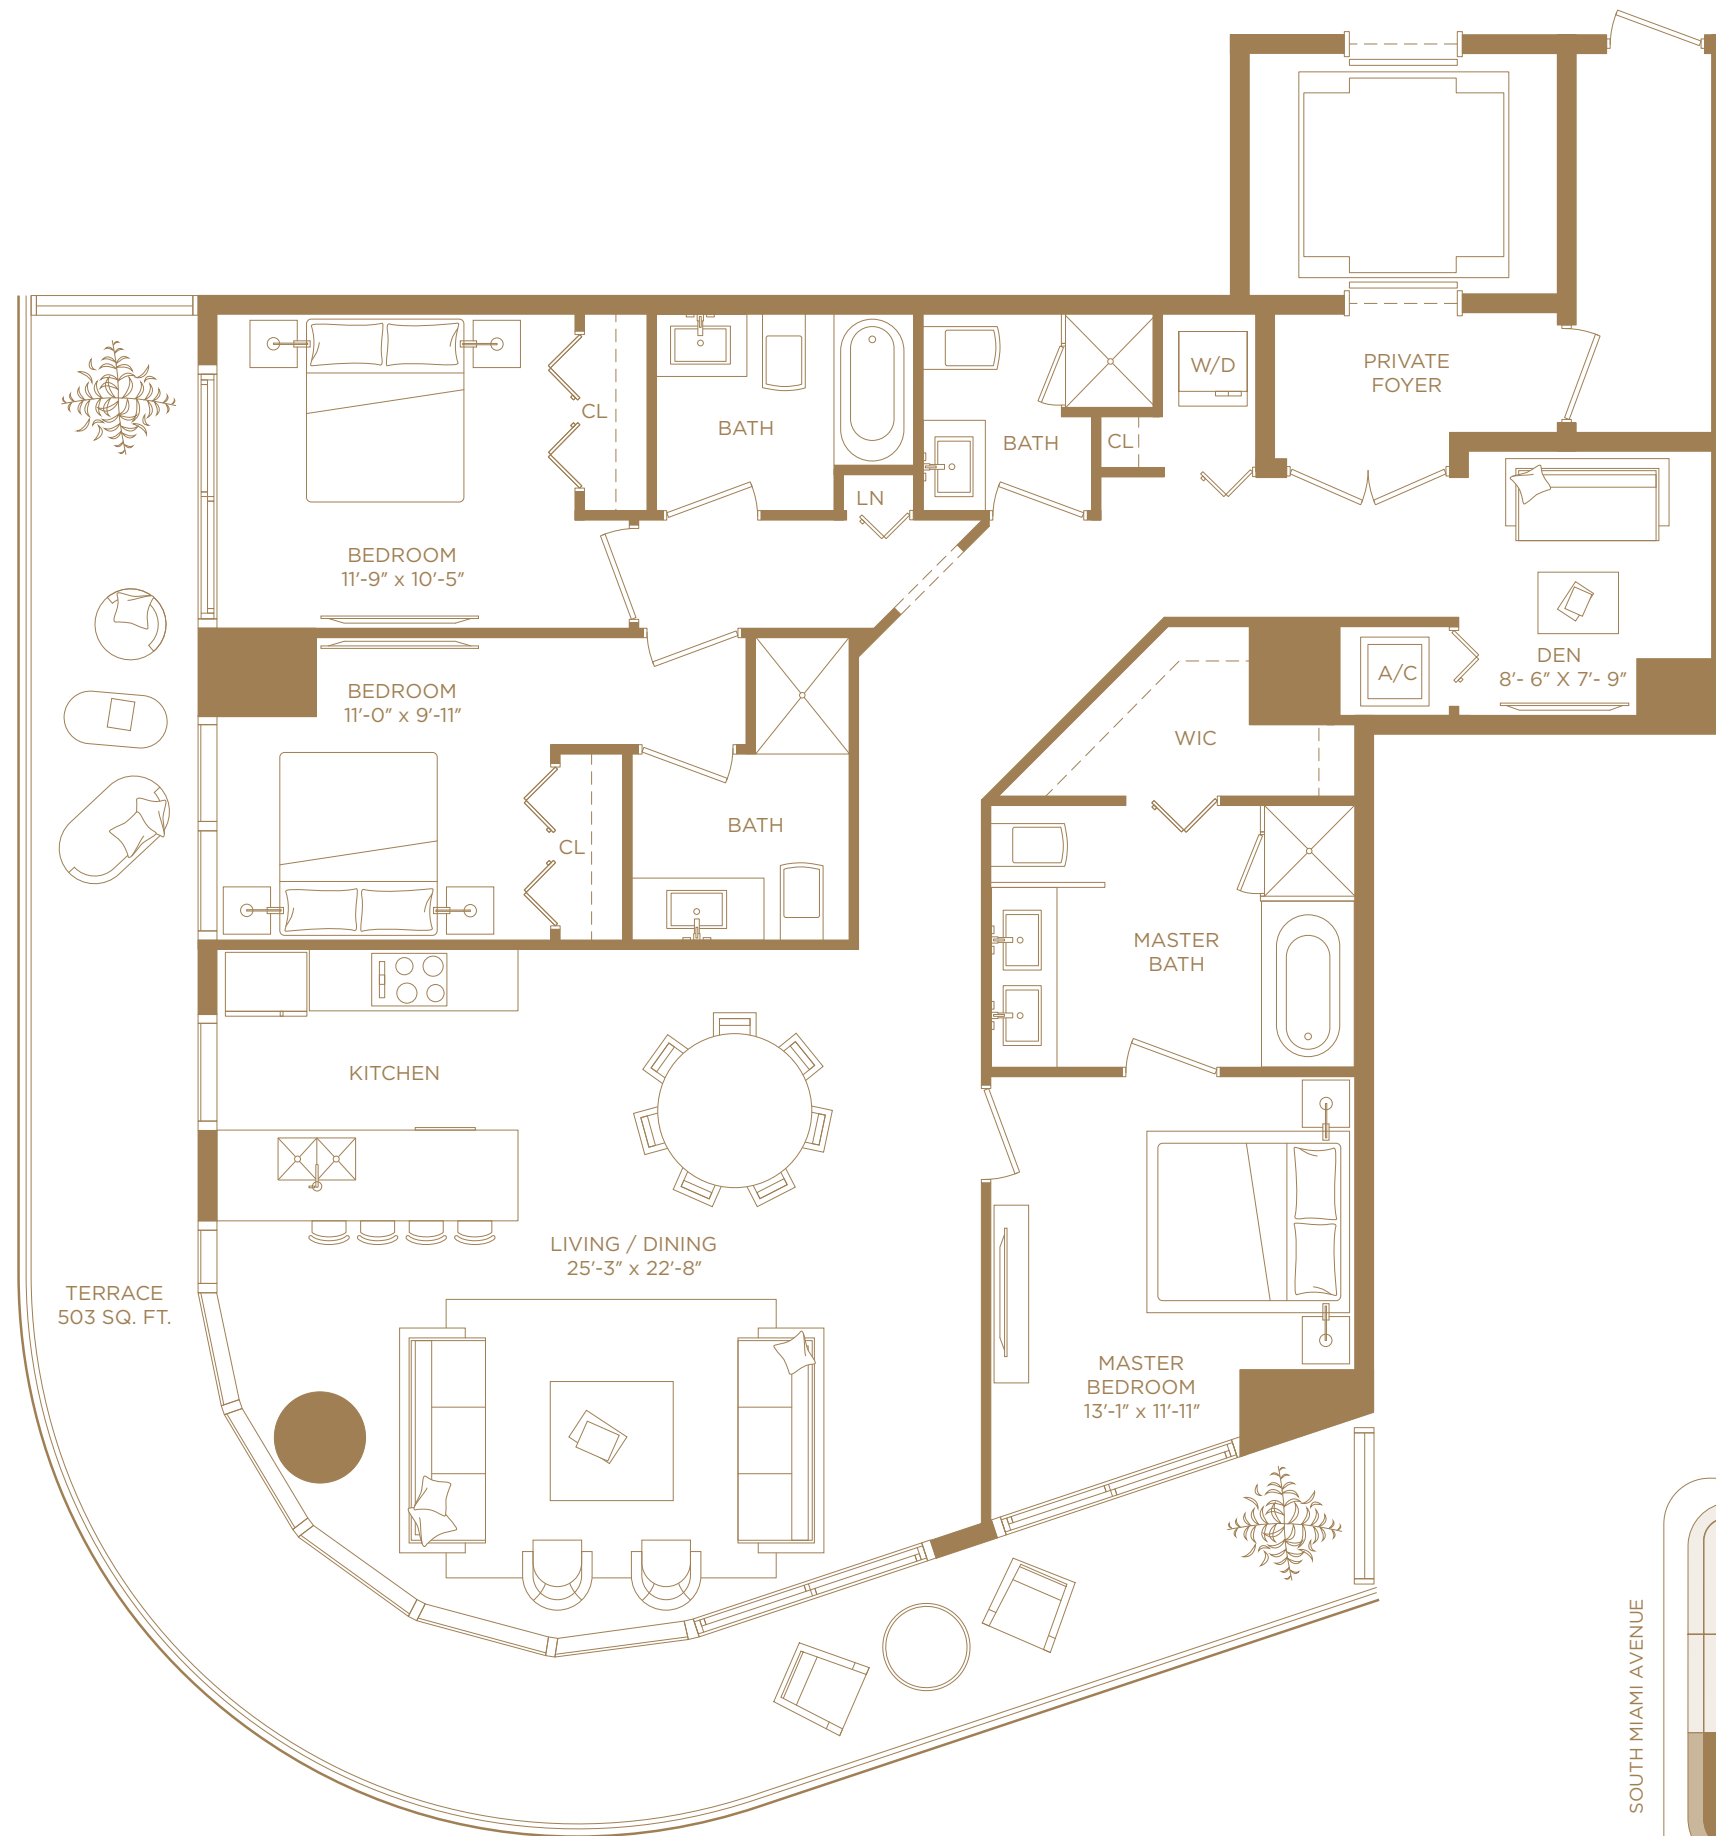 PRIVATE
FOYER
W/D
CL
BATH
BATH
CL
LN
BEDROOM
11'-9" x 10'-5"
DEN
8'- 6" X 7'- 9"
A/C
BEDROOM
11'-0" x 9'-11"
WIC
BATH
CL
MASTER
BATH
KITCHEN
LIVING / DINING
25'-3" x 22'-8"
TERRACE
503 SQ. FT.
MASTER
BEDROOM
13'-1" x 11'-11"
SOUTH MIAMI AVENUE